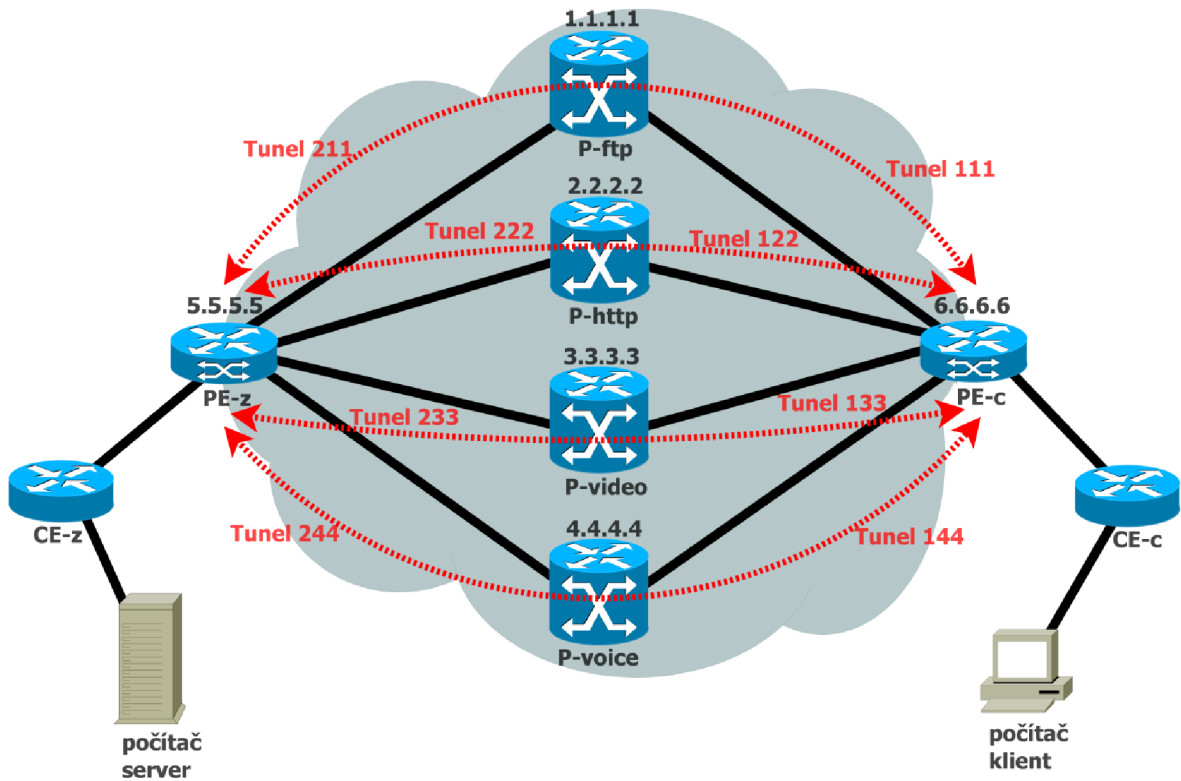 1.1.1.1
P-ftp
Tunel 211
Tunel 111
2.2.2.2
Tunel 222
Tunel 122
5.5.5.5
6.6.6.6
P-http
3.3.3.3
PE-z
PE-c
Tunel 233
Tunel 133
P-video
CE-z
CE-c
4.4.4.4
Tunel 244
Tunel 144
P-voice
počítač
server
počítač
klient